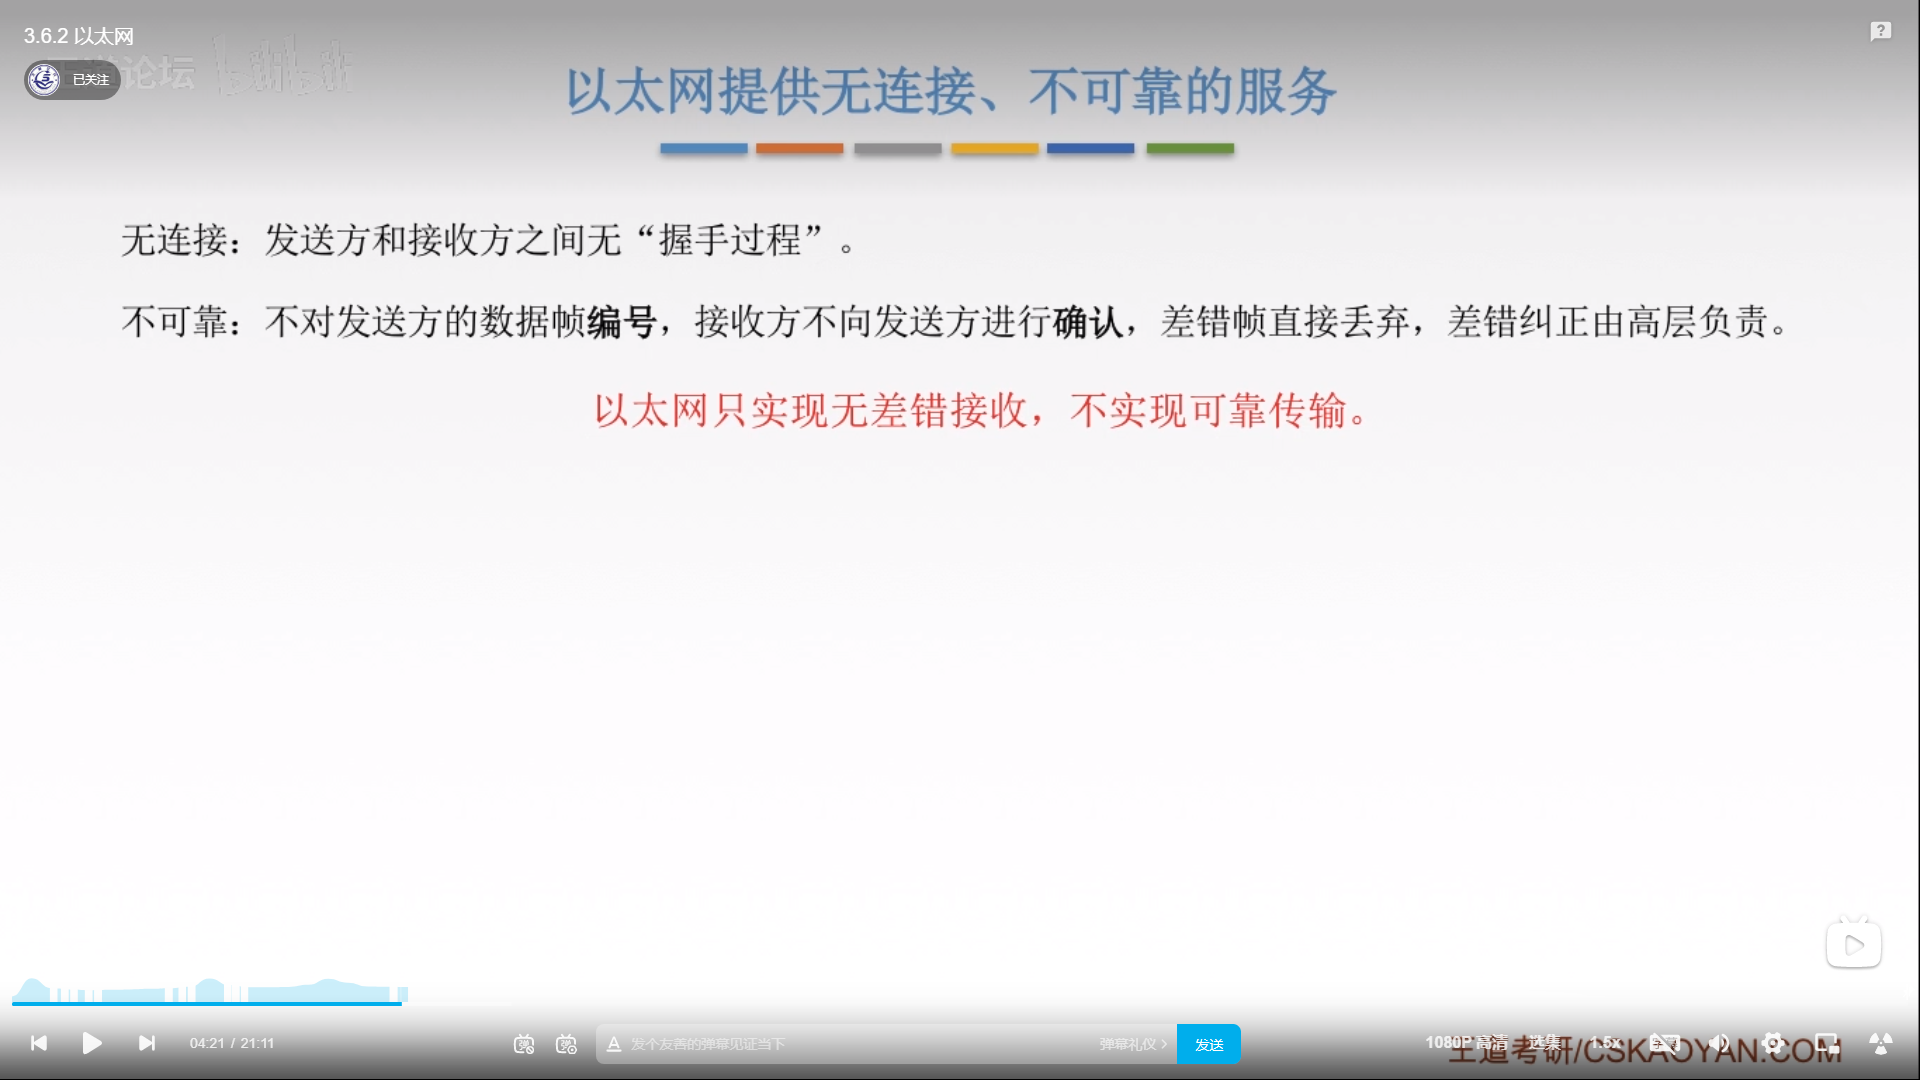 3.6.2 以太网
已关注
论坛 bilibili
以太网提供无连接、不可靠的服务
无连接：发送方和接收方之间无“握手过程”。
不可靠：不对发送方的数据帧编号，接收方不向发送方进行确认，差错帧直接丢弃，差错纠正由高层负责。
以太网只实现无差错接收，不实现可靠传输。
04:21 / 21:11
发个友善的弹幕见证当下
弹幕礼仪
发送
1080P 高清
选集
1.5x
王道考研/CSKAOYAN.COM